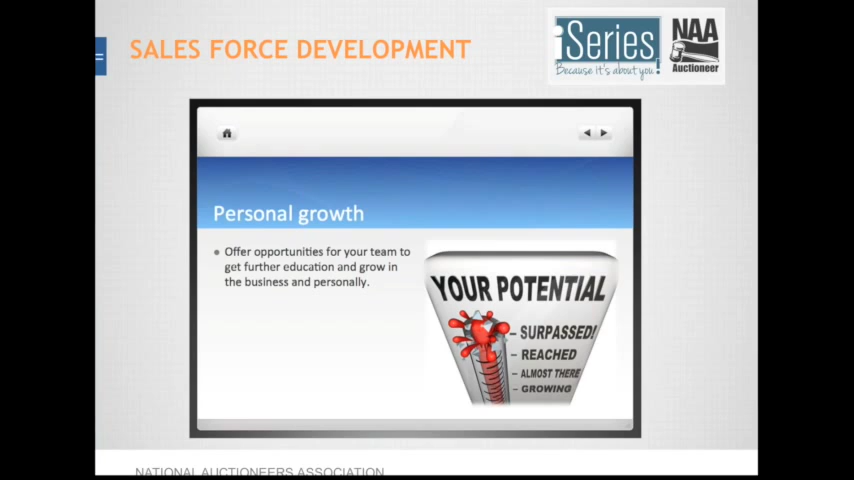 SALES FORCE DEVELOPMENT
iSeries!
Because it's about you
NAA
Auctioneer
Personal growth
Offer opportunities for your team to
get further education and grow in
the business and personally.
YOUR POTENTIAL
SURPASSED!
REACHED
ALMOST THERE
GROWING
NATIONAL AUCTIONEERS ASSOCIATION